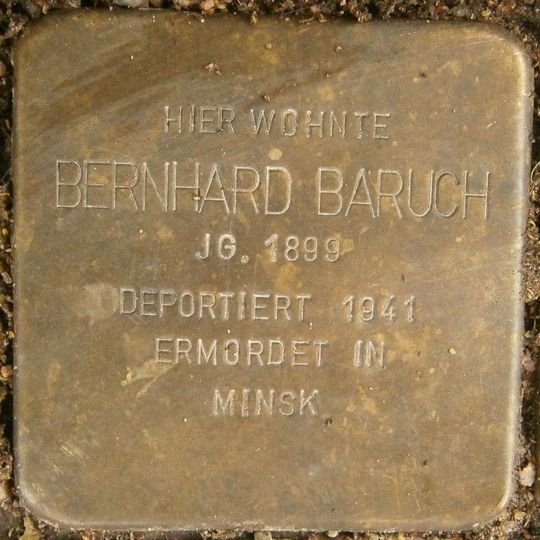 HIER WOHNTE
BERNHARD BARUCH
JG. 1899
DEPORTIERT 1941
ERMORDET IN
MINSK